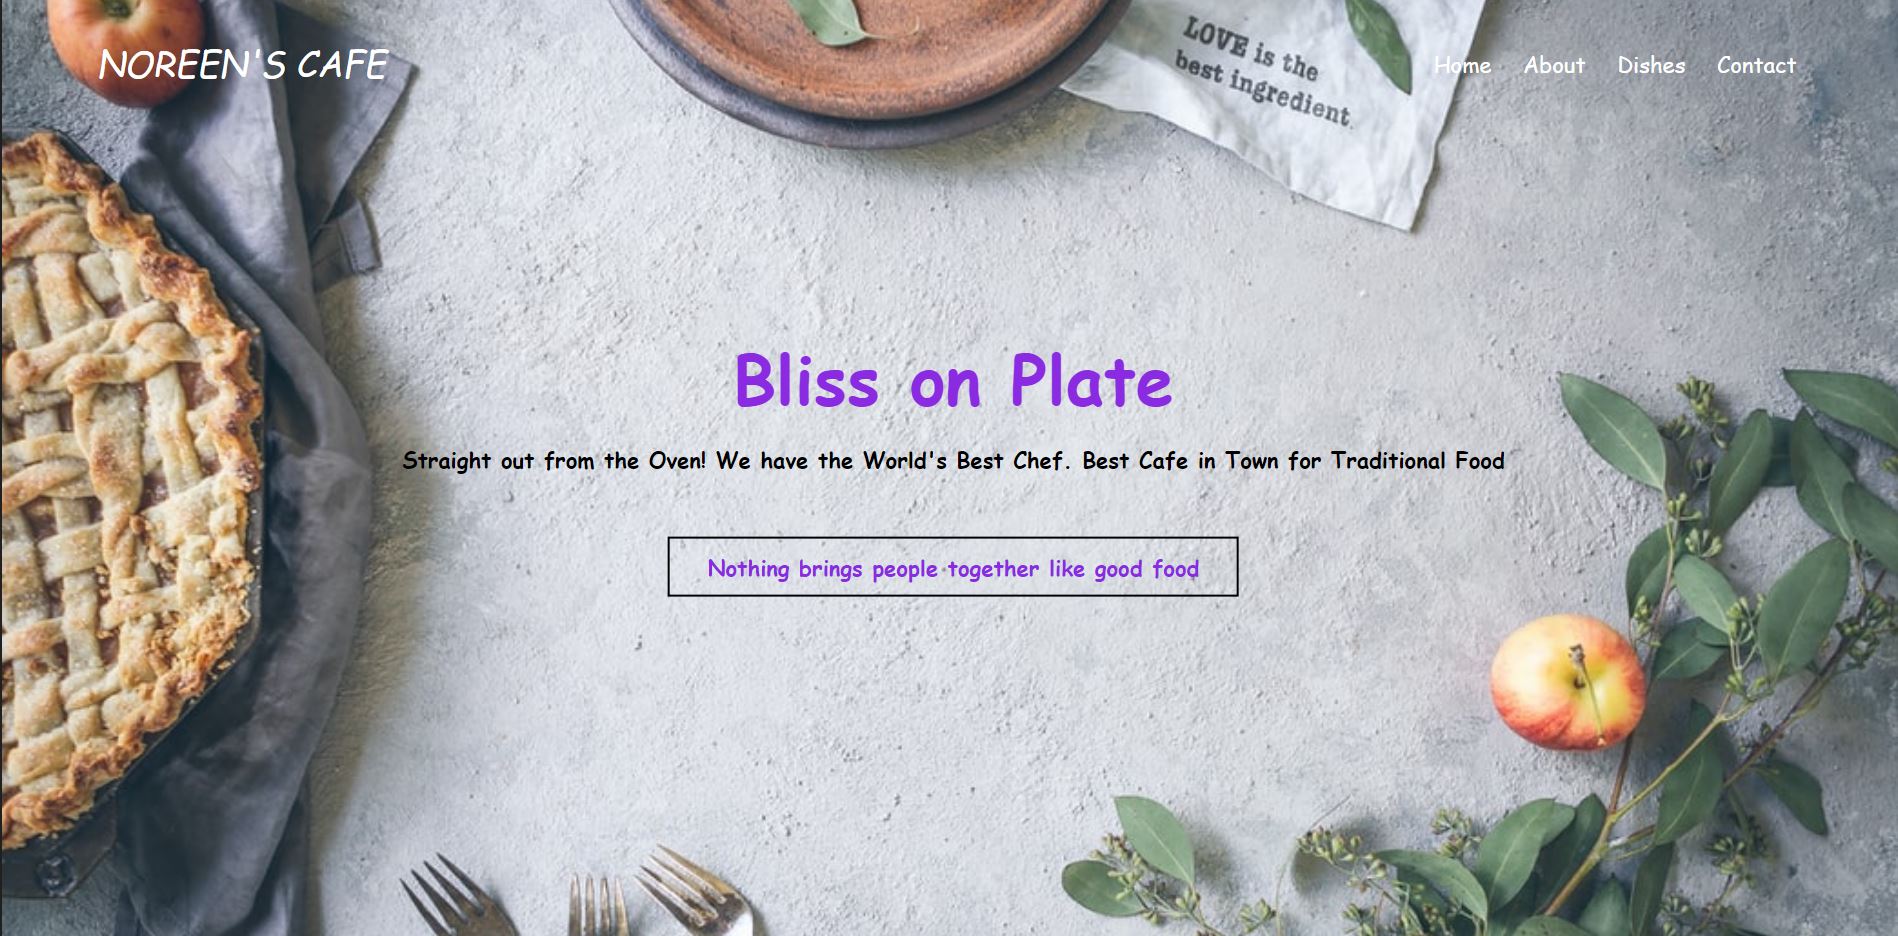 NOREEN'S CAFE
Home About Dishes Contact
LOVE is the
best ingredient.
Bliss on Plate
Straight out from the Oven! We have the World's Best Chef. Best Cafe in Town for Traditional Food
Nothing brings people together like good food